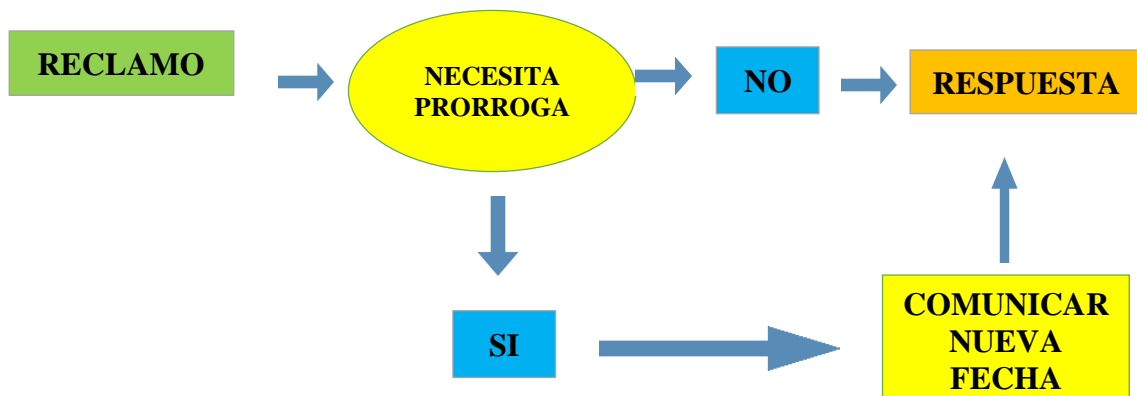 RECLAMO
NECESITA
PRORROGA
NO
RESPUESTA
SI
COMUNICAR
NUEVA
FECHA